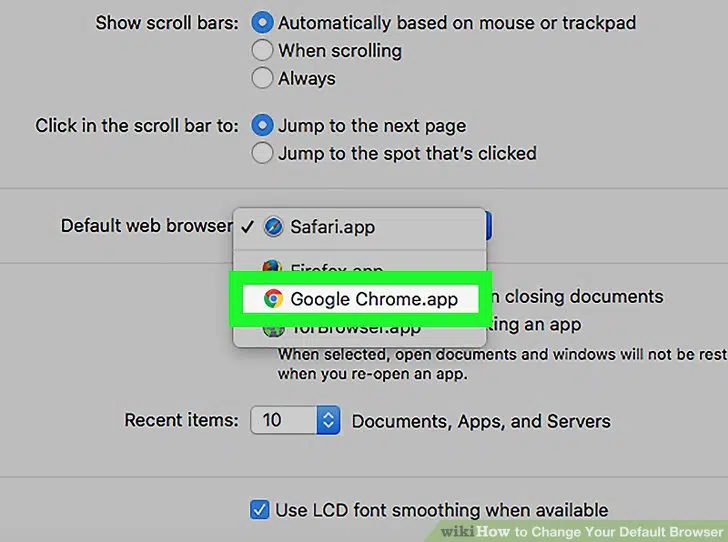 Show scroll bars: Automatically based on mouse or trackpad
When scrolling
Always
Click in the scroll bar to: Jump to the next page
Jump to the spot that's clicked
Default web browser ✓ Safari.app
Firefox.app
Google Chrome.app n closing documents
TorBrowser.app ting an app
When selected, open documents and windows will not be rest
when you re-open an app.
Recent items: 10 Documents, Apps, and Servers
Use LCD font smoothing when available
wikiHow to Change Your Default Browser